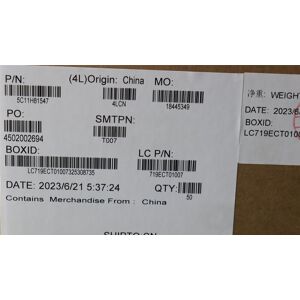 P/N: (4L)Origin: China MO:
5C11H81547 4LCN 18445349
PO: SMTPN:
4502002694 T007
BOXID: LC P/N:
LC719ECT01007325308735 719ECT01007
DATE: 2023/6/21 5:37:24 QTY:
50
Contains Merchandise From : China
净重: WEIGHT
DATE: 2023/6/
BOXID:
LC719ECT0100